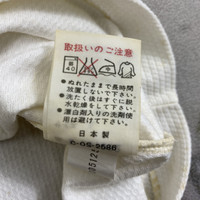 取扱いのご注意
40
・ぬれたままで長時間
放置しないで下さい。
・洗たく後はすぐに脱
水乾燥をして下さい。
・漂白剤入りの洗剤使
用は避けて下さい。
日本製